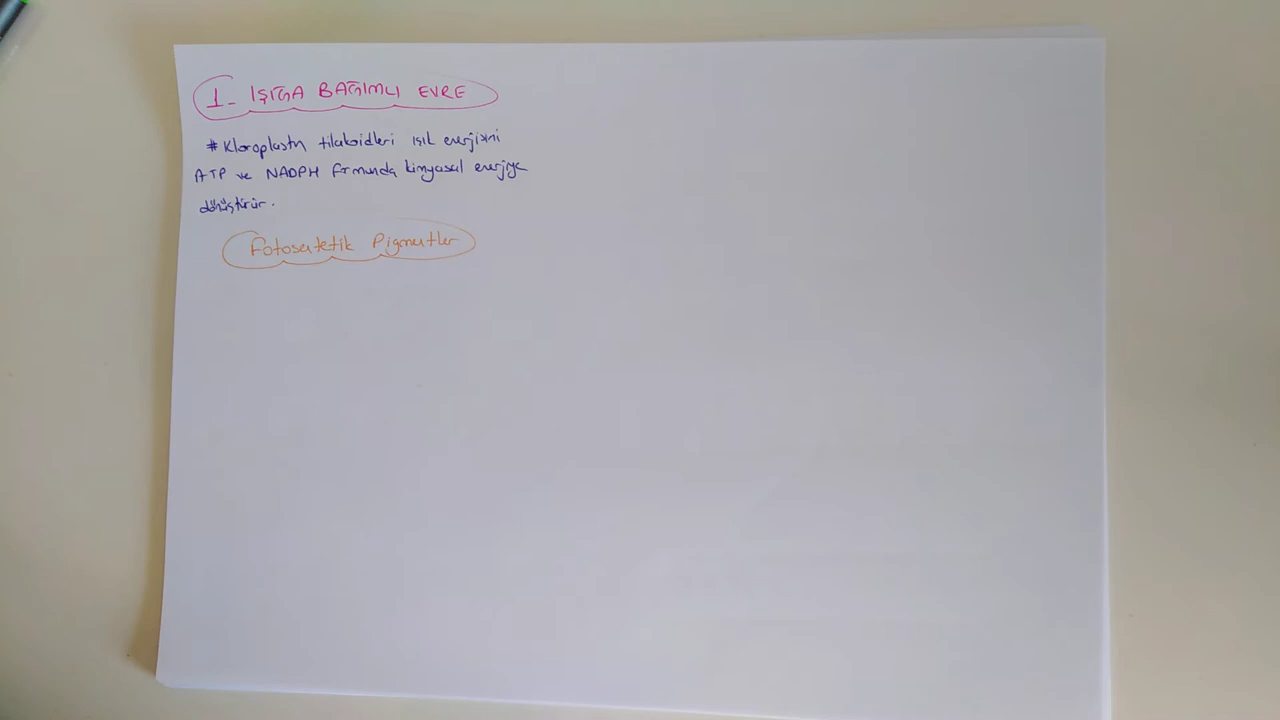 1- IŞIĞA BAĞIMLI EVRE
# Kloroplastın tilakoidleri ışık enerjisini
ATP ve NADPH formunda kimyasal enerjiye
dönüştürür.
Fotosentetik Pigmentler